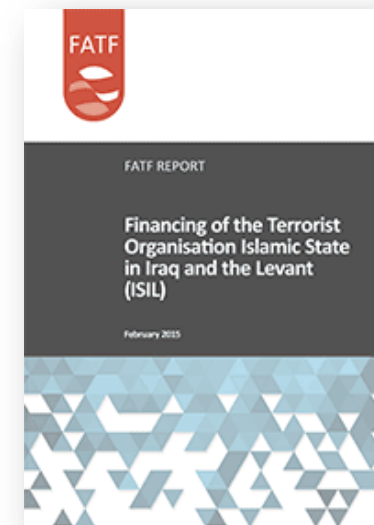 FATF
FATF REPORT
Financing of the Terrorist
Organisation Islamic State
in Iraq and the Levant
(ISIL)
February 2015